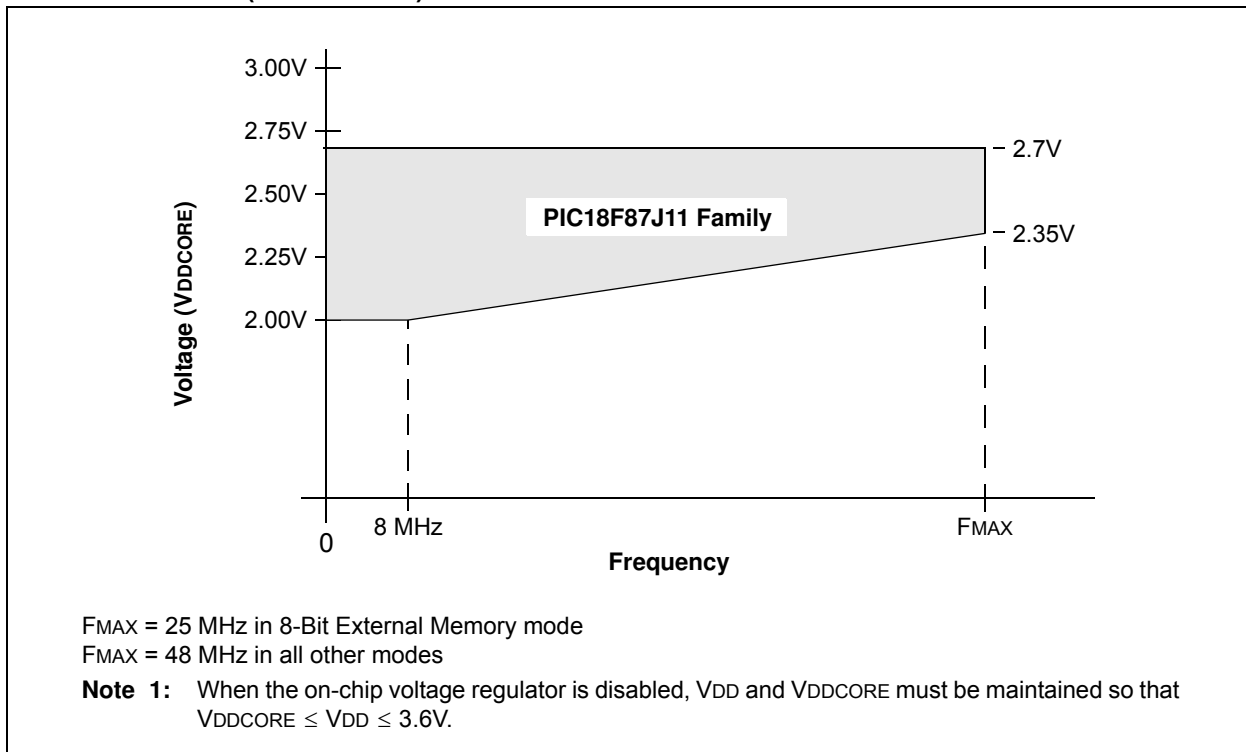 3.00V
2.75V
2.7V
2.50V
PIC18F87J11 Family
2.35V
2.25V
2.00V
Voltage (VDDCORE)
0
8 MHz
FMAX
Frequency
FMAX = 25 MHz in 8-Bit External Memory mode
FMAX = 48 MHz in all other modes
Note 1: When the on-chip voltage regulator is disabled, VDD and VDDCORE must be maintained so that
VDDCORE ≤ VDD ≤ 3.6V.